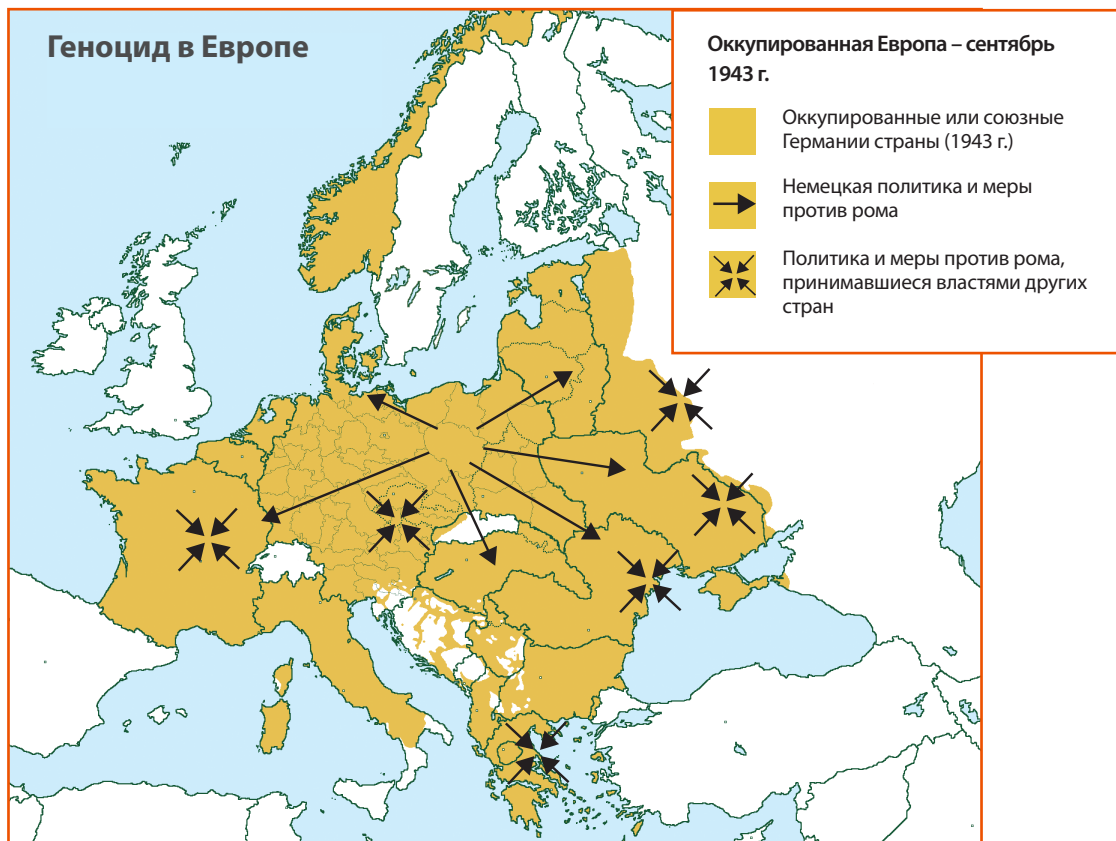 Геноцид в Европе
Оккупированная Европа – сентябрь
1943 г.
Оккупированные или союзные
Германии страны (1943 г.)
Немецкая политика и меры
против рома
Политика и меры против рома,
принимавшиеся властями других
стран